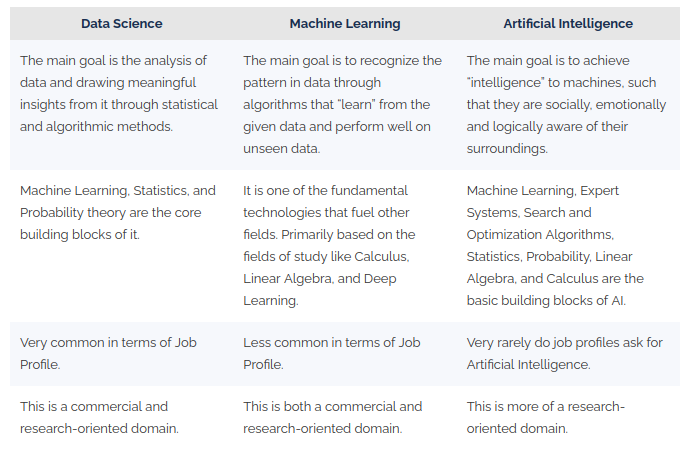 Data Science
Machine Learning
Artificial Intelligence
The main goal is the analysis of
data and drawing meaningful
insights from it through statistical
and algorithmic methods.
The main goal is to recognize the
pattern in data through
algorithms that "learn" from the
given data and perform well on
unseen data.
The main goal is to achieve
"intelligence" to machines, such
that they are socially, emotionally
and logically aware of their
surroundings.
Machine Learning, Statistics, and
Probability theory are the core
building blocks of it.
It is one of the fundamental
technologies that fuel other
fields. Primarily based on the
fields of study like Calculus,
Linear Algebra, and Deep
Learning.
Machine Learning, Expert
Systems, Search and
Optimization Algorithms,
Statistics, Probability, Linear
Algebra, and Calculus are the
basic building blocks of AI.
Very common in terms of Job
Profile.
Less common in terms of Job
Profile.
Very rarely do job profiles ask for
Artificial Intelligence.
This is a commercial and
research-oriented domain.
This is both a commercial and
research-oriented domain.
This is more of a research-
oriented domain.